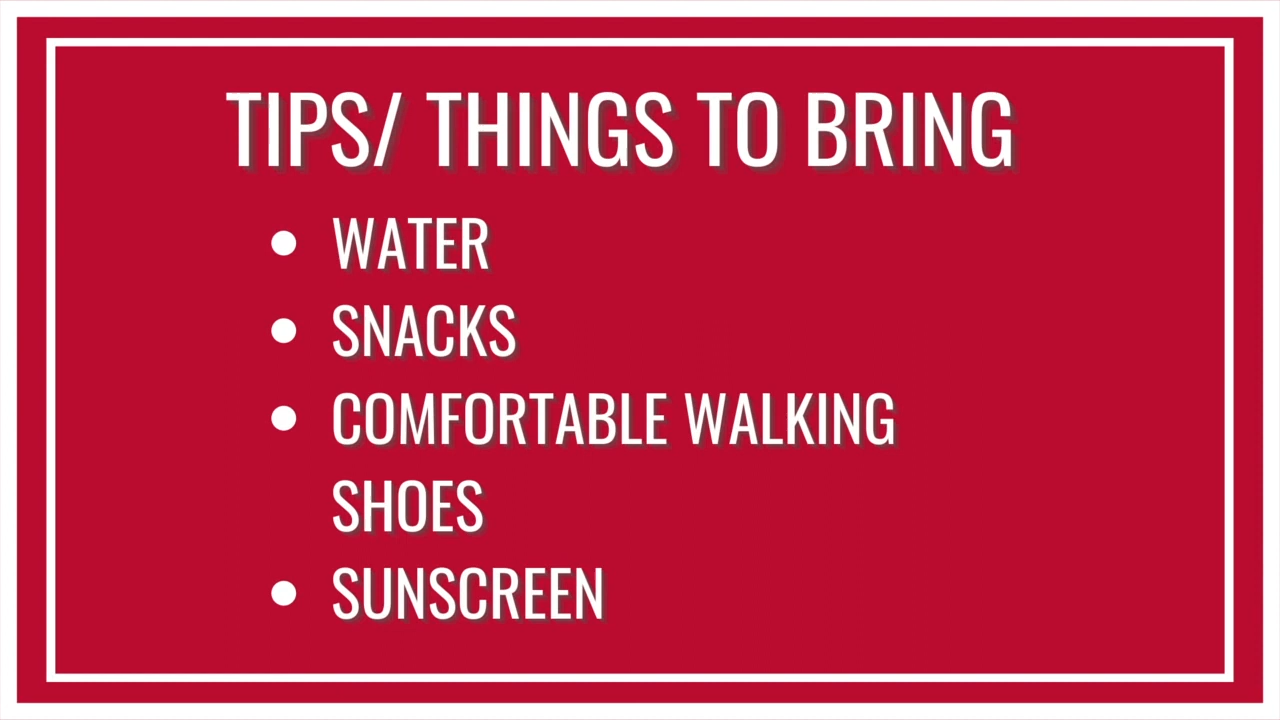 TIPS/ THINGS TO BRING
• WATER
• SNACKS
• COMFORTABLE WALKING
SHOES
• SUNSCREEN